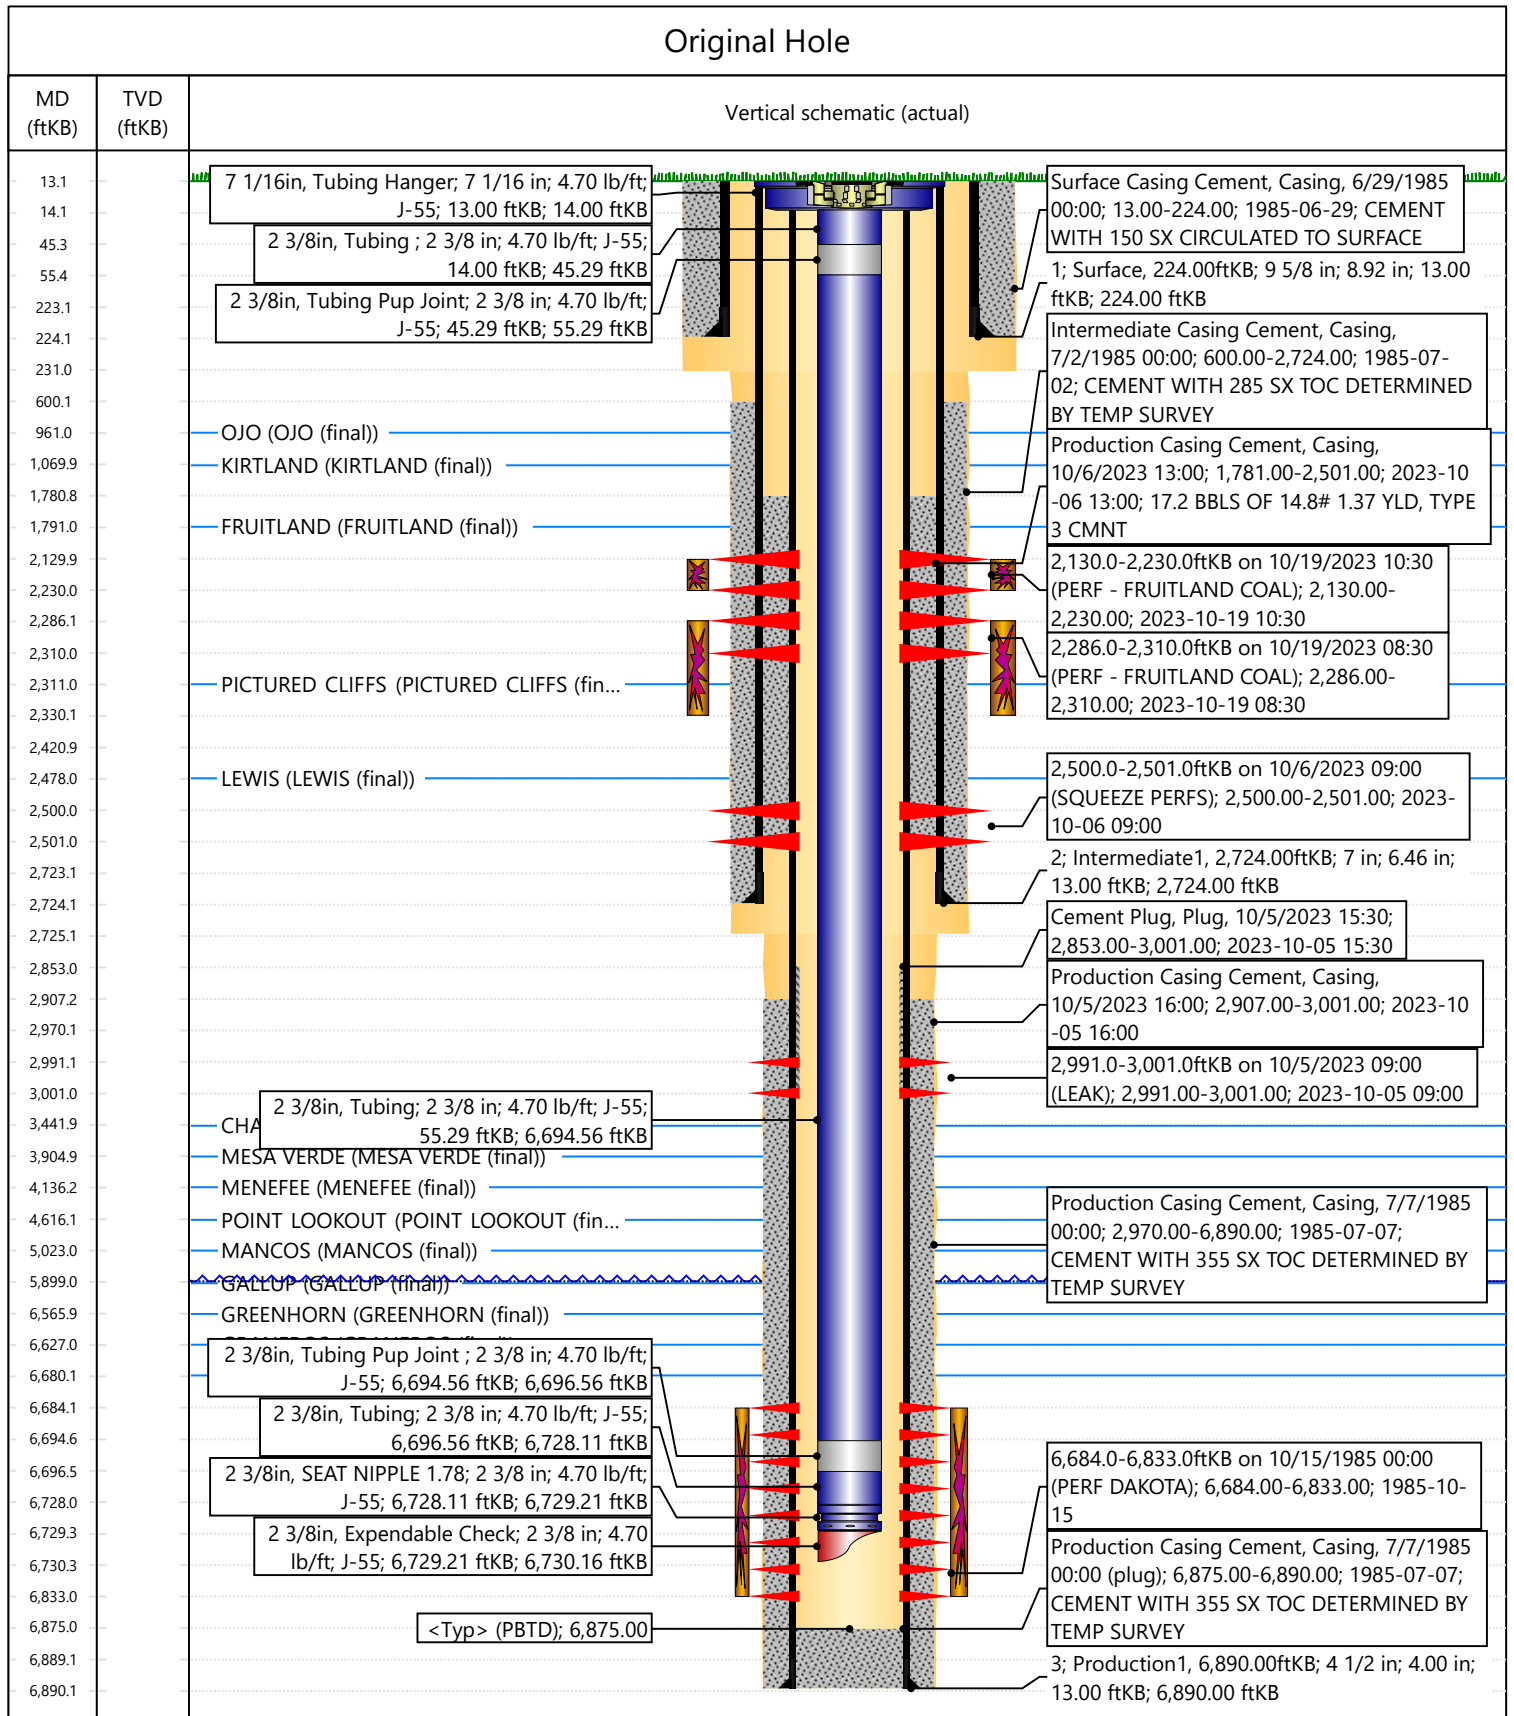 Original Hole
MD
(ftKB)
TVD
(ftKB)
Vertical schematic (actual)
13.1
14.1
45.3
55.4
223.1
224.1
231.0
600.1
961.0
1,069.9
1,780.8
1,791.0
2,129.9
2,230.0
2,286.1
2,310.0
2,311.0
2,330.1
2,420.9
2,478.0
2,500.0
2,501.0
2,723.1
2,724.1
2,725.1
2,853.0
2,907.2
2,970.1
2,991.1
3,001.0
3,441.9
3,904.9
4,136.2
4,616.1
5,023.0
5,899.0
6,565.9
6,627.0
6,680.1
6,684.1
6,694.6
6,696.5
6,728.0
6,729.3
6,730.3
6,833.0
6,875.0
6,889.1
6,890.1
7 1/16in, Tubing Hanger; 7 1/16 in; 4.70 lb/ft;
J-55; 13.00 ftKB; 14.00 ftKB
2 3/8in, Tubing ; 2 3/8 in; 4.70 lb/ft; J-55;
14.00 ftKB; 45.29 ftKB
2 3/8in, Tubing Pup Joint; 2 3/8 in; 4.70 lb/ft;
J-55; 45.29 ftKB; 55.29 ftKB
OJO (OJO (final))
KIRTLAND (KIRTLAND (final))
FRUITLAND (FRUITLAND (final))
PICTURED CLIFFS (PICTURED CLIFFS (fin...
LEWIS (LEWIS (final))
2 3/8in, Tubing; 2 3/8 in; 4.70 lb/ft; J-55;
55.29 ftKB; 6,694.56 ftKB
CHA
MESA VERDE (MESA VERDE (final))
MENEFEE (MENEFEE (final))
POINT LOOKOUT (POINT LOOKOUT (fin...
MANCOS (MANCOS (final))
GALLUP (GALLUP (final))
GREENHORN (GREENHORN (final))
2 3/8in, Tubing Pup Joint ; 2 3/8 in; 4.70 lb/ft;
J-55; 6,694.56 ftKB; 6,696.56 ftKB
2 3/8in, Tubing; 2 3/8 in; 4.70 lb/ft; J-55;
6,696.56 ftKB; 6,728.11 ftKB
2 3/8in, SEAT NIPPLE 1.78; 2 3/8 in; 4.70 lb/ft;
J-55; 6,728.11 ftKB; 6,729.21 ftKB
2 3/8in, Expendable Check; 2 3/8 in; 4.70
lb/ft; J-55; 6,729.21 ftKB; 6,730.16 ftKB
<Typ> (PBTD); 6,875.00
Surface Casing Cement, Casing, 6/29/1985
00:00; 13.00-224.00; 1985-06-29; CEMENT
WITH 150 SX CIRCULATED TO SURFACE
1; Surface, 224.00ftKB; 9 5/8 in; 8.92 in; 13.00
ftKB; 224.00 ftKB
Intermediate Casing Cement, Casing,
7/2/1985 00:00; 600.00-2,724.00; 1985-07-
02; CEMENT WITH 285 SX TOC DETERMINED
BY TEMP SURVEY
Production Casing Cement, Casing,
10/6/2023 13:00; 1,781.00-2,501.00; 2023-10
-06 13:00; 17.2 BBLS OF 14.8# 1.37 YLD, TYPE
3 CMNT
2,130.0-2,230.0ftKB on 10/19/2023 10:30
(PERF - FRUITLAND COAL); 2,130.00-
2,230.00; 2023-10-19 10:30
2,286.0-2,310.0ftKB on 10/19/2023 08:30
(PERF - FRUITLAND COAL); 2,286.00-
2,310.00; 2023-10-19 08:30
2,500.0-2,501.0ftKB on 10/6/2023 09:00
(SQUEEZE PERFS); 2,500.00-2,501.00; 2023-
10-06 09:00
2; Intermediate1, 2,724.00ftKB; 7 in; 6.46 in;
13.00 ftKB; 2,724.00 ftKB
Cement Plug, Plug, 10/5/2023 15:30;
2,853.00-3,001.00; 2023-10-05 15:30
Production Casing Cement, Casing,
10/5/2023 16:00; 2,907.00-3,001.00; 2023-10
-05 16:00
2,991.0-3,001.0ftKB on 10/5/2023 09:00
(LEAK); 2,991.00-3,001.00; 2023-10-05 09:00
Production Casing Cement, Casing, 7/7/1985
00:00; 2,970.00-6,890.00; 1985-07-07;
CEMENT WITH 355 SX TOC DETERMINED BY
TEMP SURVEY
6,684.0-6,833.0ftKB on 10/15/1985 00:00
(PERF DAKOTA); 6,684.00-6,833.00; 1985-10-
15
Production Casing Cement, Casing, 7/7/1985
00:00 (plug); 6,875.00-6,890.00; 1985-07-07;
CEMENT WITH 355 SX TOC DETERMINED BY
TEMP SURVEY
3; Production1, 6,890.00ftKB; 4 1/2 in; 4.00 in;
13.00 ftKB; 6,890.00 ftKB